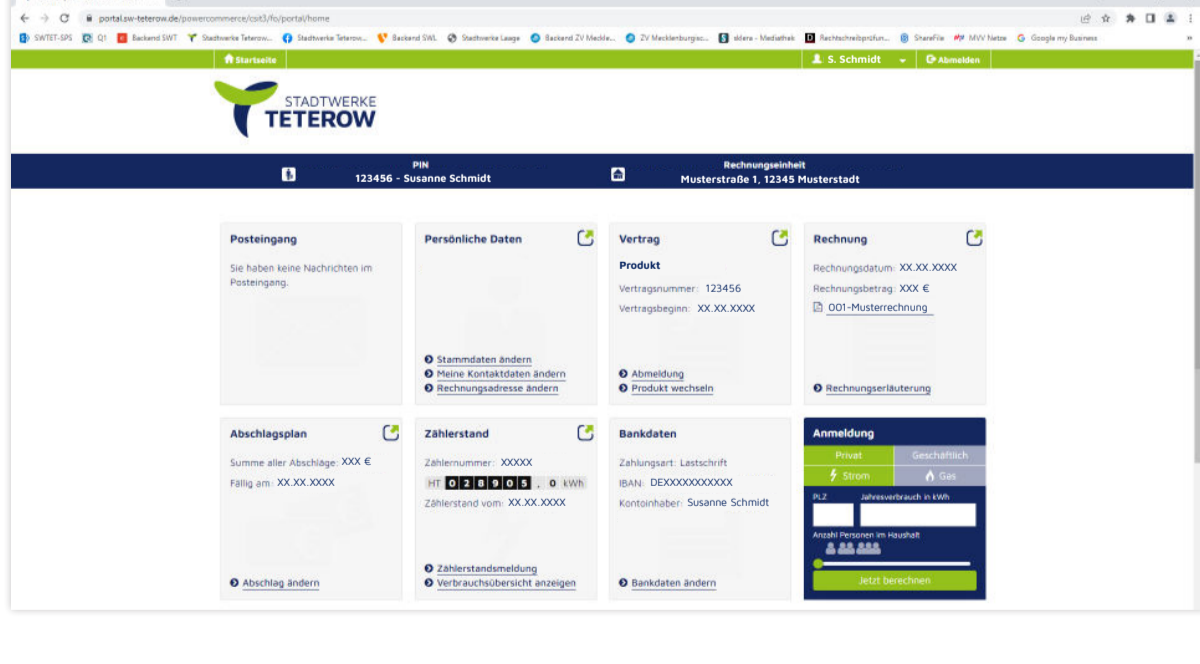 portal.sw-teterow.de/powercommerce/csit3/fo/portal/home
SWTET-SPS Q1 Backend SWT Stadtwerke Teterow... Stadtwerke Teterow... Backend SWL Stadtwerke Laage Backend ZV Meckle... ZV Mecklenburgisc... sklera - Mediathek Rechtschreibprüfun... ShareFile MVV Netze Google my Business »
Startseite S. Schmidt Abmelden
STADTWERKE
TETEROW
PIN
123456 - Susanne Schmidt
Rechnungseinheit
Musterstraße 1, 12345 Musterstadt
Posteingang
Sie haben keine Nachrichten im
Posteingang.
Persönliche Daten
Stammdaten ändern
Meine Kontaktdaten ändern
Rechnungsadresse ändern
Vertrag
Produkt
Vertragsnummer: 123456
Vertragsbeginn: XX.XX.XXXX
Abmeldung
Produkt wechseln
Rechnung
Rechnungsdatum: XX.XX.XXXX
Rechnungsbetrag: XXX €
001-Musterrechnung
Rechnungserläuterung
Abschlagsplan
Summe aller Abschläge: XXX €
Fällig am: XX.XX.XXXX
Abschlag ändern
Zählerstand
Zählernummer: XXXXX
HT 0 2 8 9 0 5 . 0 kWh
Zählerstand vom: XX.XX.XXXX
Zählerstandsmeldung
Verbrauchsübersicht anzeigen
Bankdaten
Zahlungsart: Lastschrift
IBAN: DEXXXXXXXXXXX
Kontoinhaber: Susanne Schmidt
Bankdaten ändern
Anmeldung
Privat Geschäftlich
Strom Gas
PLZ Jahresverbrauch in kWh
Anzahl Personen im Haushalt
Jetzt berechnen